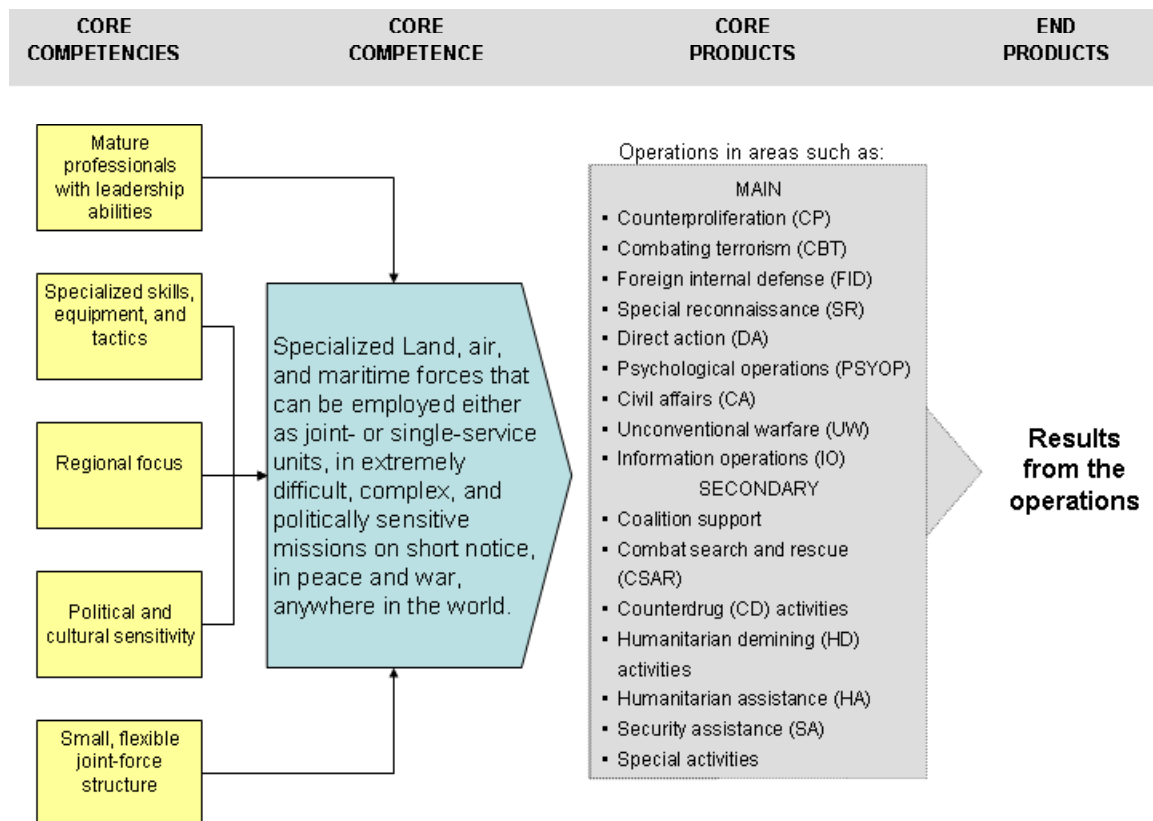 CORE
COMPETENCIES
CORE
COMPETENCE
CORE
PRODUCTS
END
PRODUCTS
Mature
professionals
with leadership
abilities
Specialized skills,
equipment, and
tactics
Regional focus
Political and
cultural sensitivity
Small, flexible
joint-force
structure
Specialized Land, air,
and maritime forces that
can be employed either
as joint- or single-service
units, in extremely
difficult, complex, and
politically sensitive
missions on short notice,
in peace and war,
anywhere in the world.
Operations in areas such as:
MAIN
▪ Counterproliferation (CP)
▪ Combating terrorism (CBT)
▪ Foreign internal defense (FID)
▪ Special reconnaissance (SR)
▪ Direct action (DA)
▪ Psychological operations (PSYOP)
▪ Civil affairs (CA)
▪ Unconventional warfare (UW)
▪ Information operations (IO)
SECONDARY
▪ Coalition support
▪ Combat search and rescue
(CSAR)
▪ Counterdrug (CD) activities
▪ Humanitarian demining (HD)
activities
▪ Humanitarian assistance (HA)
▪ Security assistance (SA)
▪ Special activities
Results
from the
operations